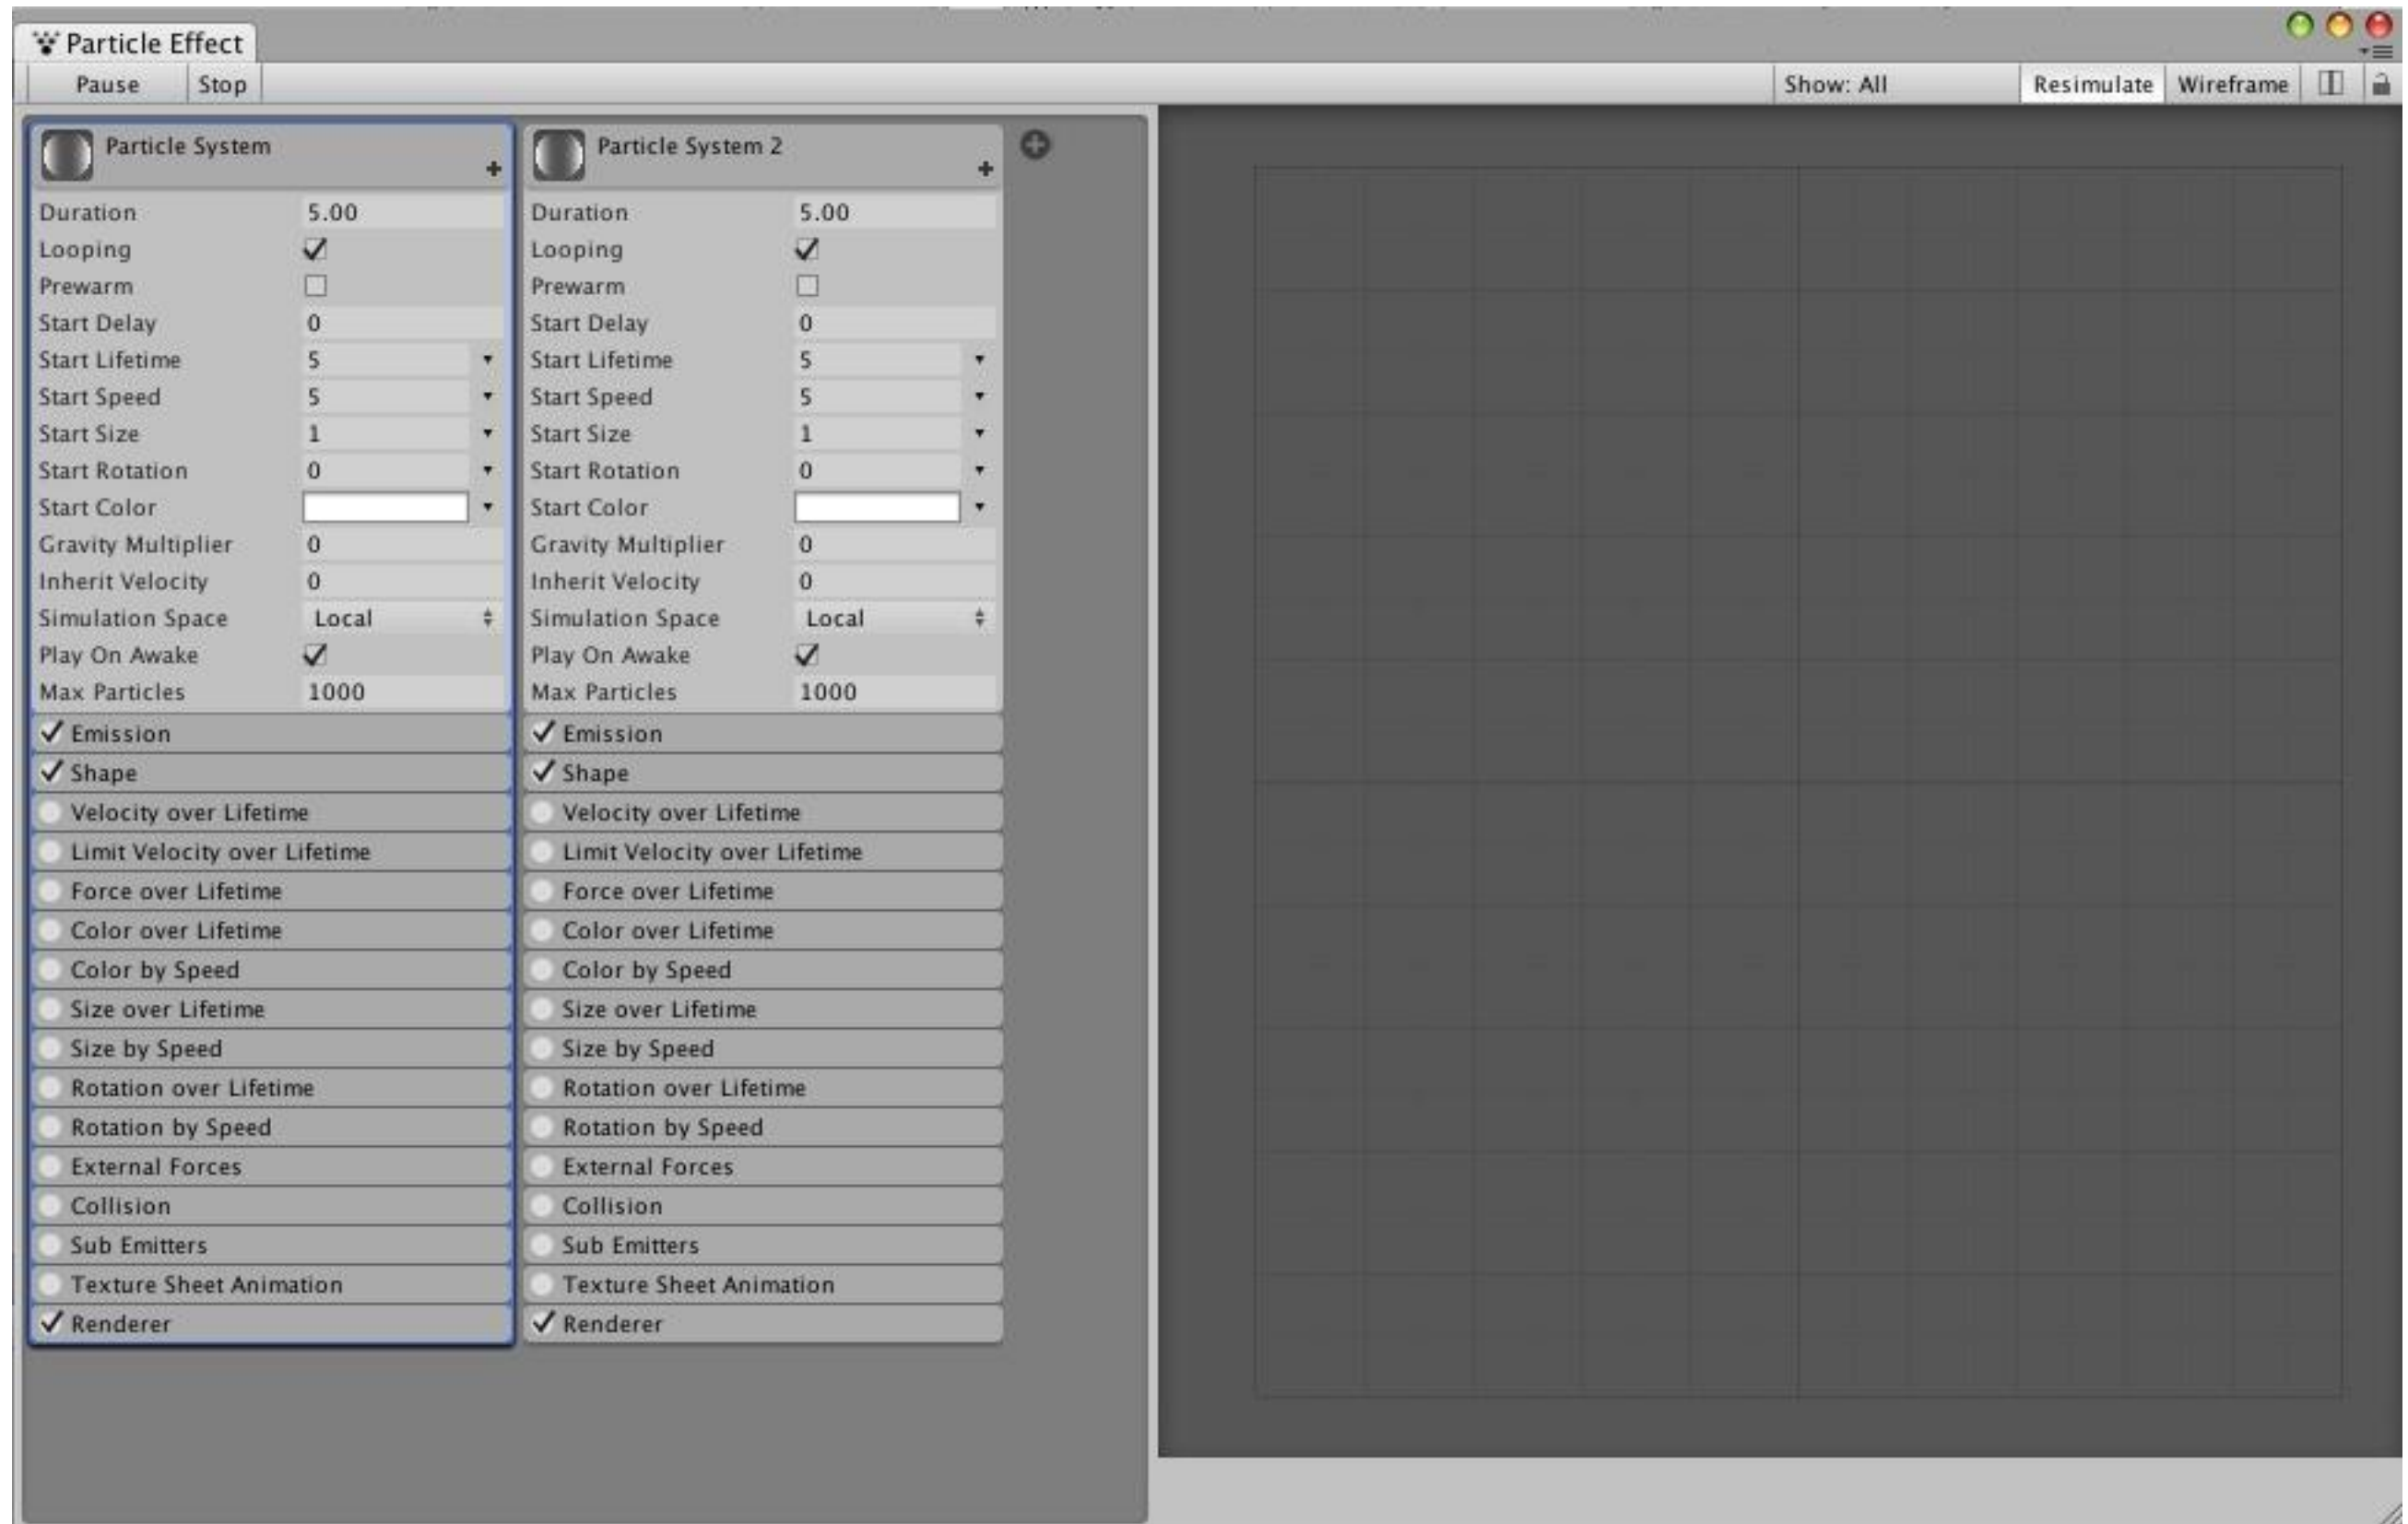 Particle Effect
Pause Stop Show: All Resimulate Wireframe
Particle System
Duration 5.00
Looping
Prewarm
Start Delay 0
Start Lifetime 5
Start Speed 5
Start Size 1
Start Rotation 0
Start Color
Gravity Multiplier 0
Inherit Velocity 0
Simulation Space Local
Play On Awake
Max Particles 1000
Emission
Shape
Velocity over Lifetime
Limit Velocity over Lifetime
Force over Lifetime
Color over Lifetime
Color by Speed
Size over Lifetime
Size by Speed
Rotation over Lifetime
Rotation by Speed
External Forces
Collision
Sub Emitters
Texture Sheet Animation
Renderer
Particle System 2
Duration 5.00
Looping
Prewarm
Start Delay 0
Start Lifetime 5
Start Speed 5
Start Size 1
Start Rotation 0
Start Color
Gravity Multiplier 0
Inherit Velocity 0
Simulation Space Local
Play On Awake
Max Particles 1000
Emission
Shape
Velocity over Lifetime
Limit Velocity over Lifetime
Force over Lifetime
Color over Lifetime
Color by Speed
Size over Lifetime
Size by Speed
Rotation over Lifetime
Rotation by Speed
External Forces
Collision
Sub Emitters
Texture Sheet Animation
Renderer